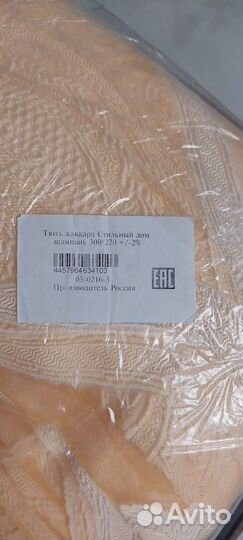 Тюль жаккард Стильный дом
шампань 300*270 +/-2%
4457964634103
03-0216-3
Производитель Россия
EAC
Avito